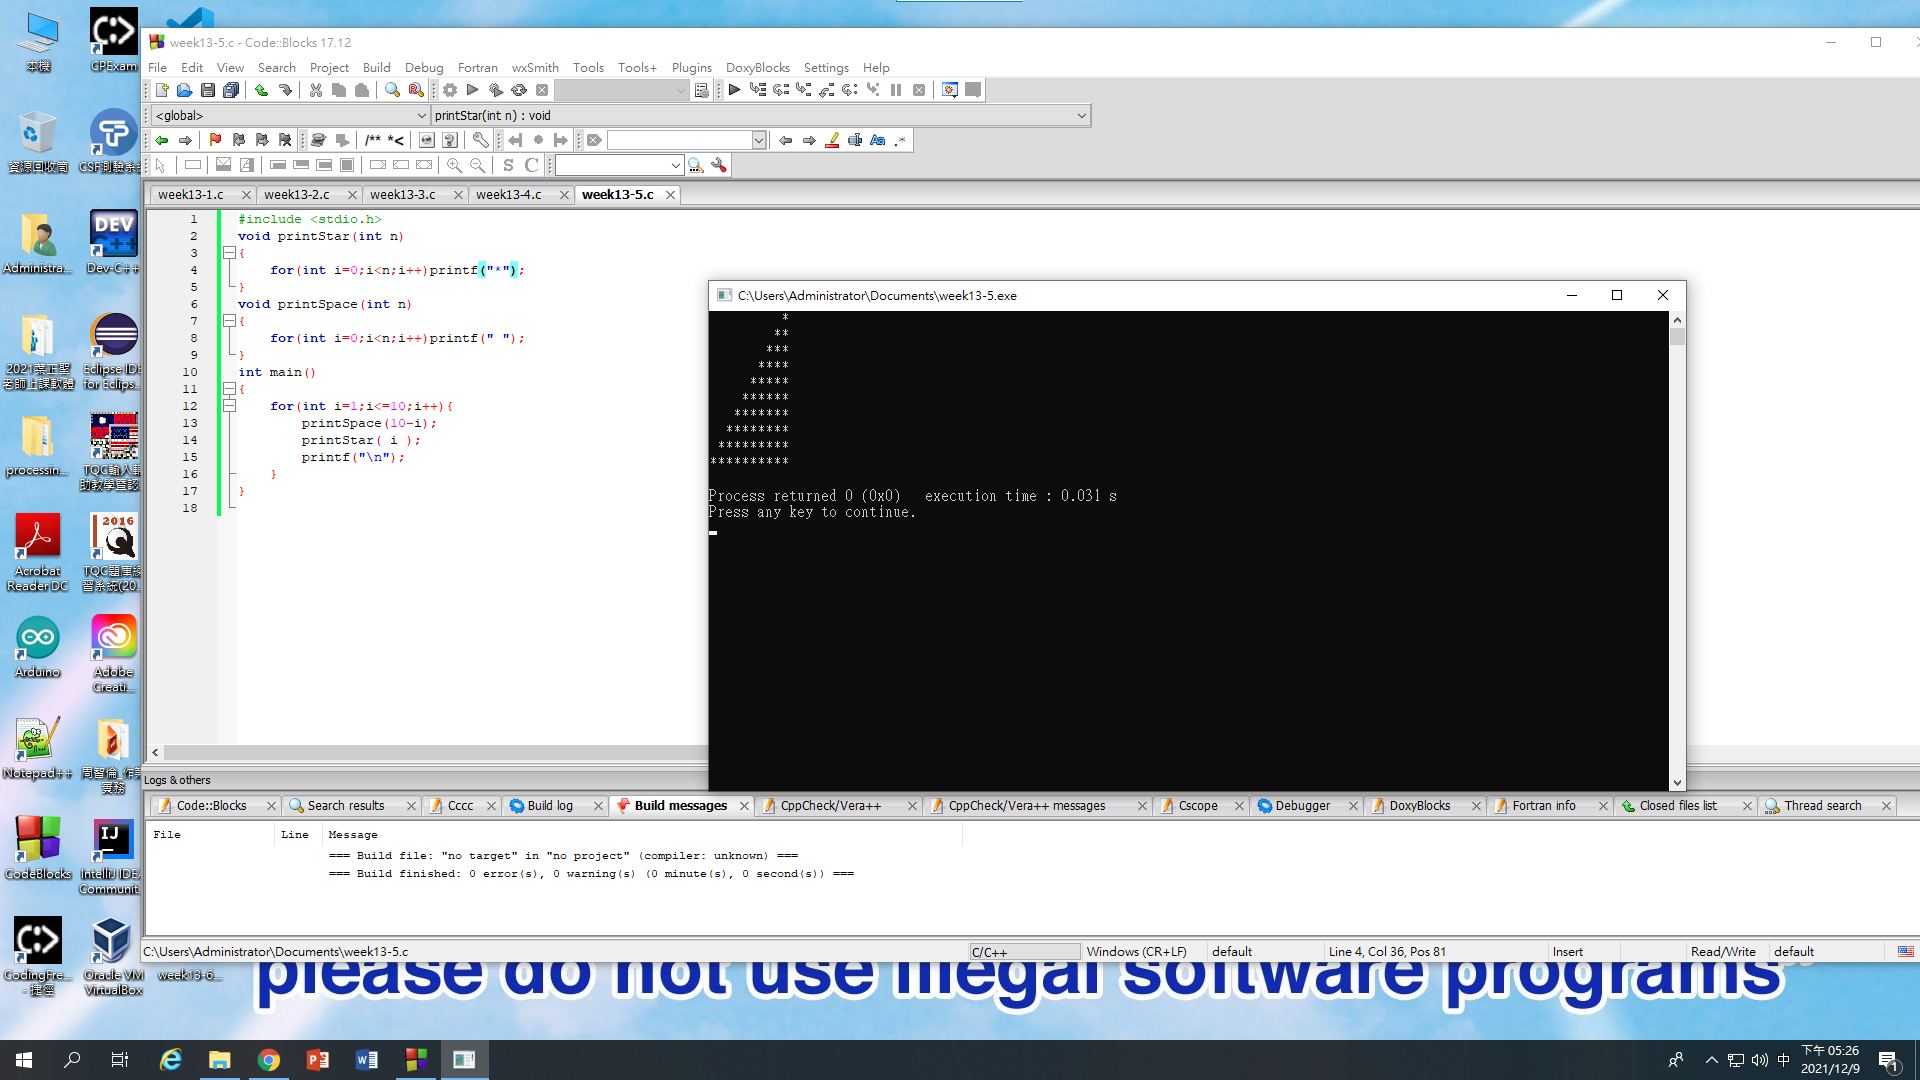 week13-5.c - Code::Blocks 17.12
File Edit View Search Project Build Debug Fortran wxSmith Tools Tools+ Plugins DoxyBlocks Settings Help
<global>
printStar(int n) : void
/** *<
S C
week13-1.c week13-2.c week13-3.c week13-4.c week13-5.c
1 #include <stdio.h>
2 void printStar(int n)
3 {
4 for(int i=0;i<n;i++)printf("*");
5 }
6 void printSpace(int n)
7 {
8 for(int i=0;i<n;i++)printf(" ");
9 }
10 int main()
11 {
12 for(int i=1;i<=10;i++){
13 printSpace(10-i);
14 printStar( i );
15 printf("\n");
16 }
17 }
18
C:\Users\Administrator\Documents\week13-5.exe
*
**
***
****
*****
******
*******
********
*********
**********
Process returned 0 (0x0)   execution time : 0.031 s
Press any key to continue.
Logs & others
Code::Blocks Search results Cccc Build log Build messages CppCheck/Vera++ CppCheck/Vera++ messages Cscope Debugger DoxyBlocks Fortran info Closed files list Thread search
File Line Message
=== Build file: "no target" in "no project" (compiler: unknown) ===
=== Build finished: 0 error(s), 0 warning(s) (0 minute(s), 0 second(s)) ===
C:\Users\Administrator\Documents\week13-5.c
C/C++
Windows (CR+LF)
default
Line 4, Col 36, Pos 81
Insert
Read/Write
default
please do not use illegal software programs
本機
CPExam
資源回收筒
CSF測驗系統
Administra...
Dev-C++
2021葉正聖
老師上課軟體
Eclipse IDE
for Eclips...
processin...
TQC輸入輔
助教學暨認...
Acrobat
Reader DC
2016
TQC題庫練
習系統(20...
Arduino
Adobe
Creati...
Notepad++
周智倫_作業
實務
CodeBlocks
IntelliJ IDEA
Communit...
CodingFre...
- 捷徑
Oracle VM
VirtualBox
week13-6...
中
下午 05:26
2021/12/9
1